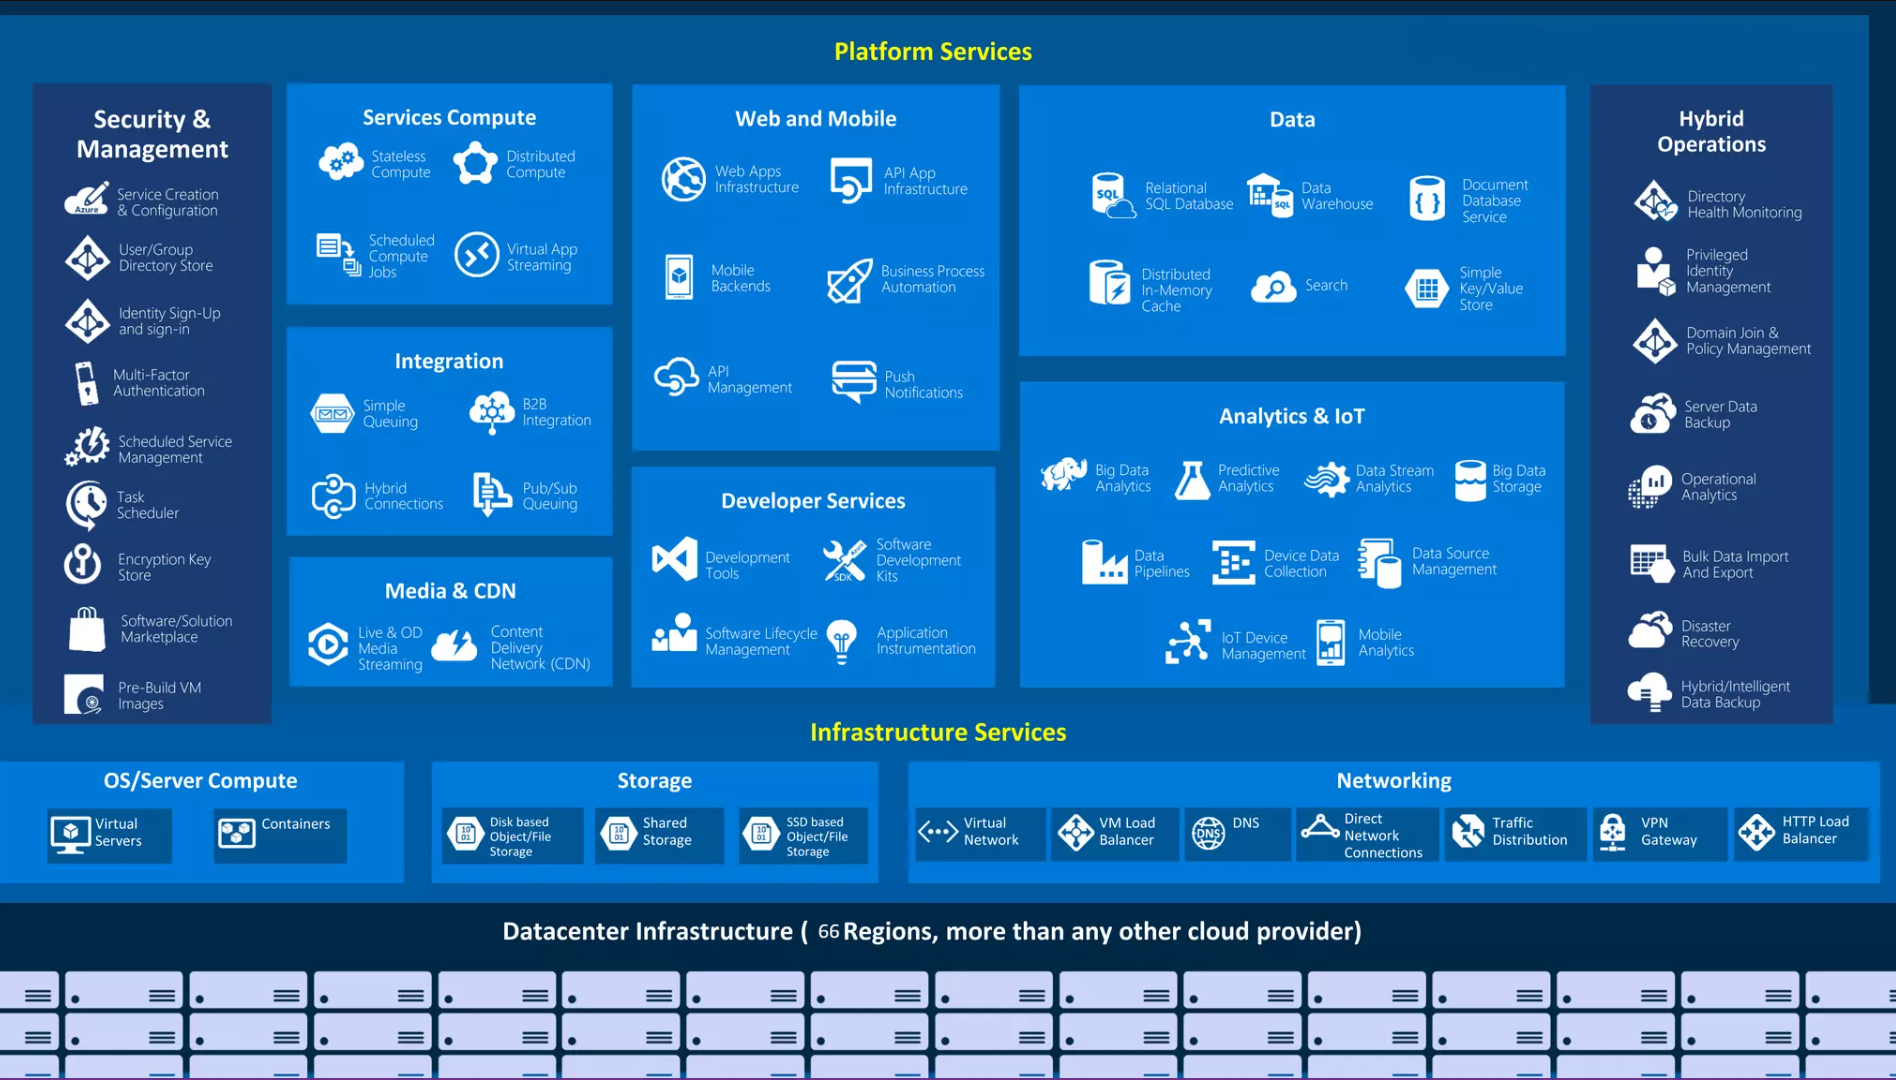 Platform Services
Security &
Management
Azure
Service Creation
& Configuration
User/Group
Directory Store
Identity Sign-Up
and sign-in
Multi-Factor
Authentication
Scheduled Service
Management
Task
Scheduler
Encryption Key
Store
Software/Solution
Marketplace
Pre-Build VM
Images
Services Compute
Stateless
Compute
Distributed
Compute
Scheduled
Compute
Jobs
Virtual App
Streaming
Integration
Simple
Queuing
B2B
Integration
Hybrid
Connections
Pub/Sub
Queuing
Media & CDN
Live & OD
Media
Streaming
Content
Delivery
Network (CDN)
Web and Mobile
Web Apps
Infrastructure
API App
Infrastructure
Mobile
Backends
Business Process
Automation
API
Management
Push
Notifications
Developer Services
Development
Tools
SDK
Software
Development
Kits
Software Lifecycle
Management
Application
Instrumentation
Data
SQL
Relational
SQL Database
SQL
Data
Warehouse
{ }
Document
Database
Service
Distributed
In-Memory
Cache
Search
Simple
Key/Value
Store
Analytics & IoT
Big Data
Analytics
Predictive
Analytics
Data Stream
Analytics
Big Data
Storage
Data
Pipelines
Device Data
Collection
Data Source
Management
IoT Device
Management
Mobile
Analytics
Hybrid
Operations
Directory
Health Monitoring
Privileged
Identity
Management
Domain Join &
Policy Management
Server Data
Backup
Operational
Analytics
Bulk Data Import
And Export
Disaster
Recovery
Hybrid/Intelligent
Data Backup
Infrastructure Services
OS/Server Compute
Virtual
Servers
Containers
Storage
10
01
Disk based
Object/File
Storage
10
01
Shared
Storage
10
01
SSD based
Object/File
Storage
Networking
Virtual
Network
VM Load
Balancer
DNS
DNS
Direct
Network
Connections
Traffic
Distribution
VPN
Gateway
HTTP Load
Balancer
Datacenter Infrastructure ( 66 Regions, more than any other cloud provider)